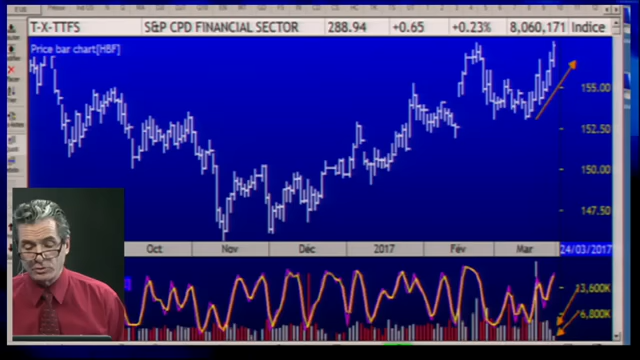 T-X-TTFS S&P CPD FINANCIAL SECTOR 288.94 +0.65 +0.23% 8,060,171 Indice
Price bar chart[HBF]
155.00
152.50
150.00
147.50
Oct Nov Déc 2017 Fév Mar 24/03/2017
13,600K
6,800K